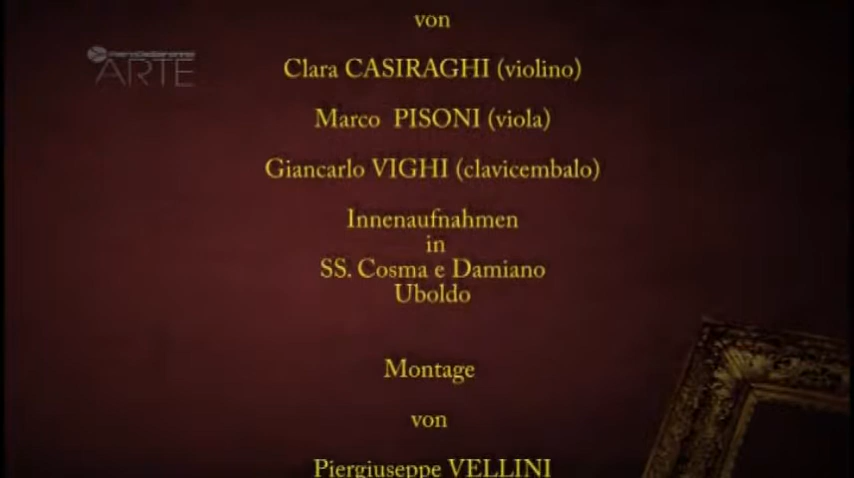 von
ARTE
Clara CASIRAGHI (violino)
Marco PISONI (viola)
Giancarlo VIGHI (clavicembalo)
Innenaufnahmen
in
SS. Cosma e Damiano
Uboldo
Montage
von
Piergiuseppe VELLINI